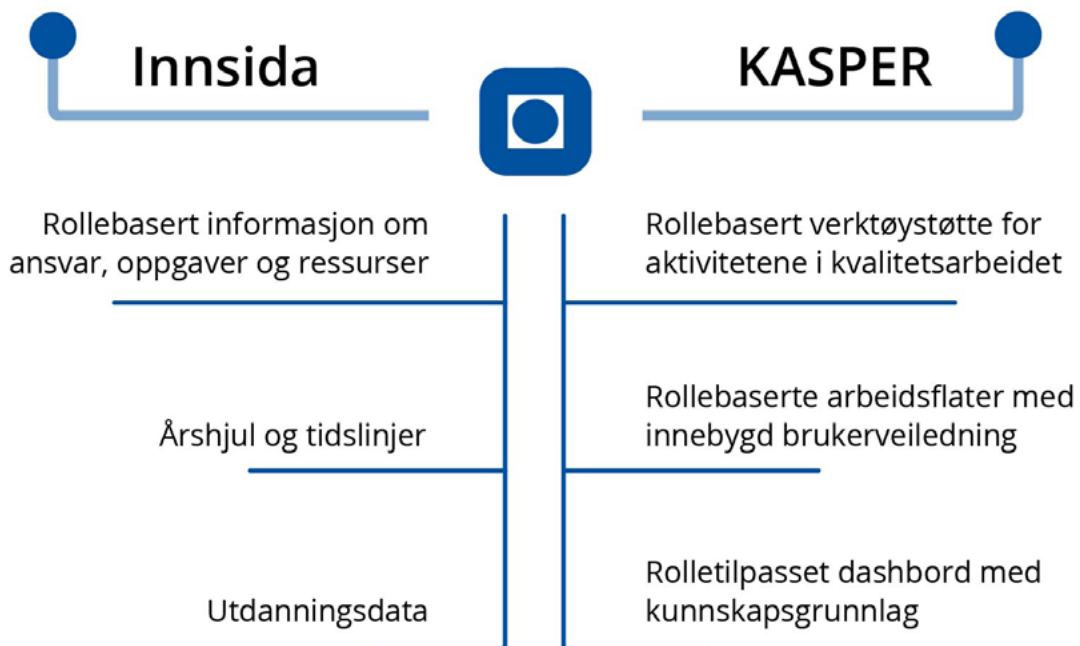 Innsida
Rollebasert informasjon om
ansvar, oppgaver og ressurser
Årshjul og tidslinjer
Utdanningsdata
KASPER
Rollebasert verktøystøtte for
aktivitetene i kvalitetsarbeidet
Rollebaserte arbeidsflater med
innebygd brukerveiledning
Rolletilpasset dashbord med
kunnskapsgrunnlag